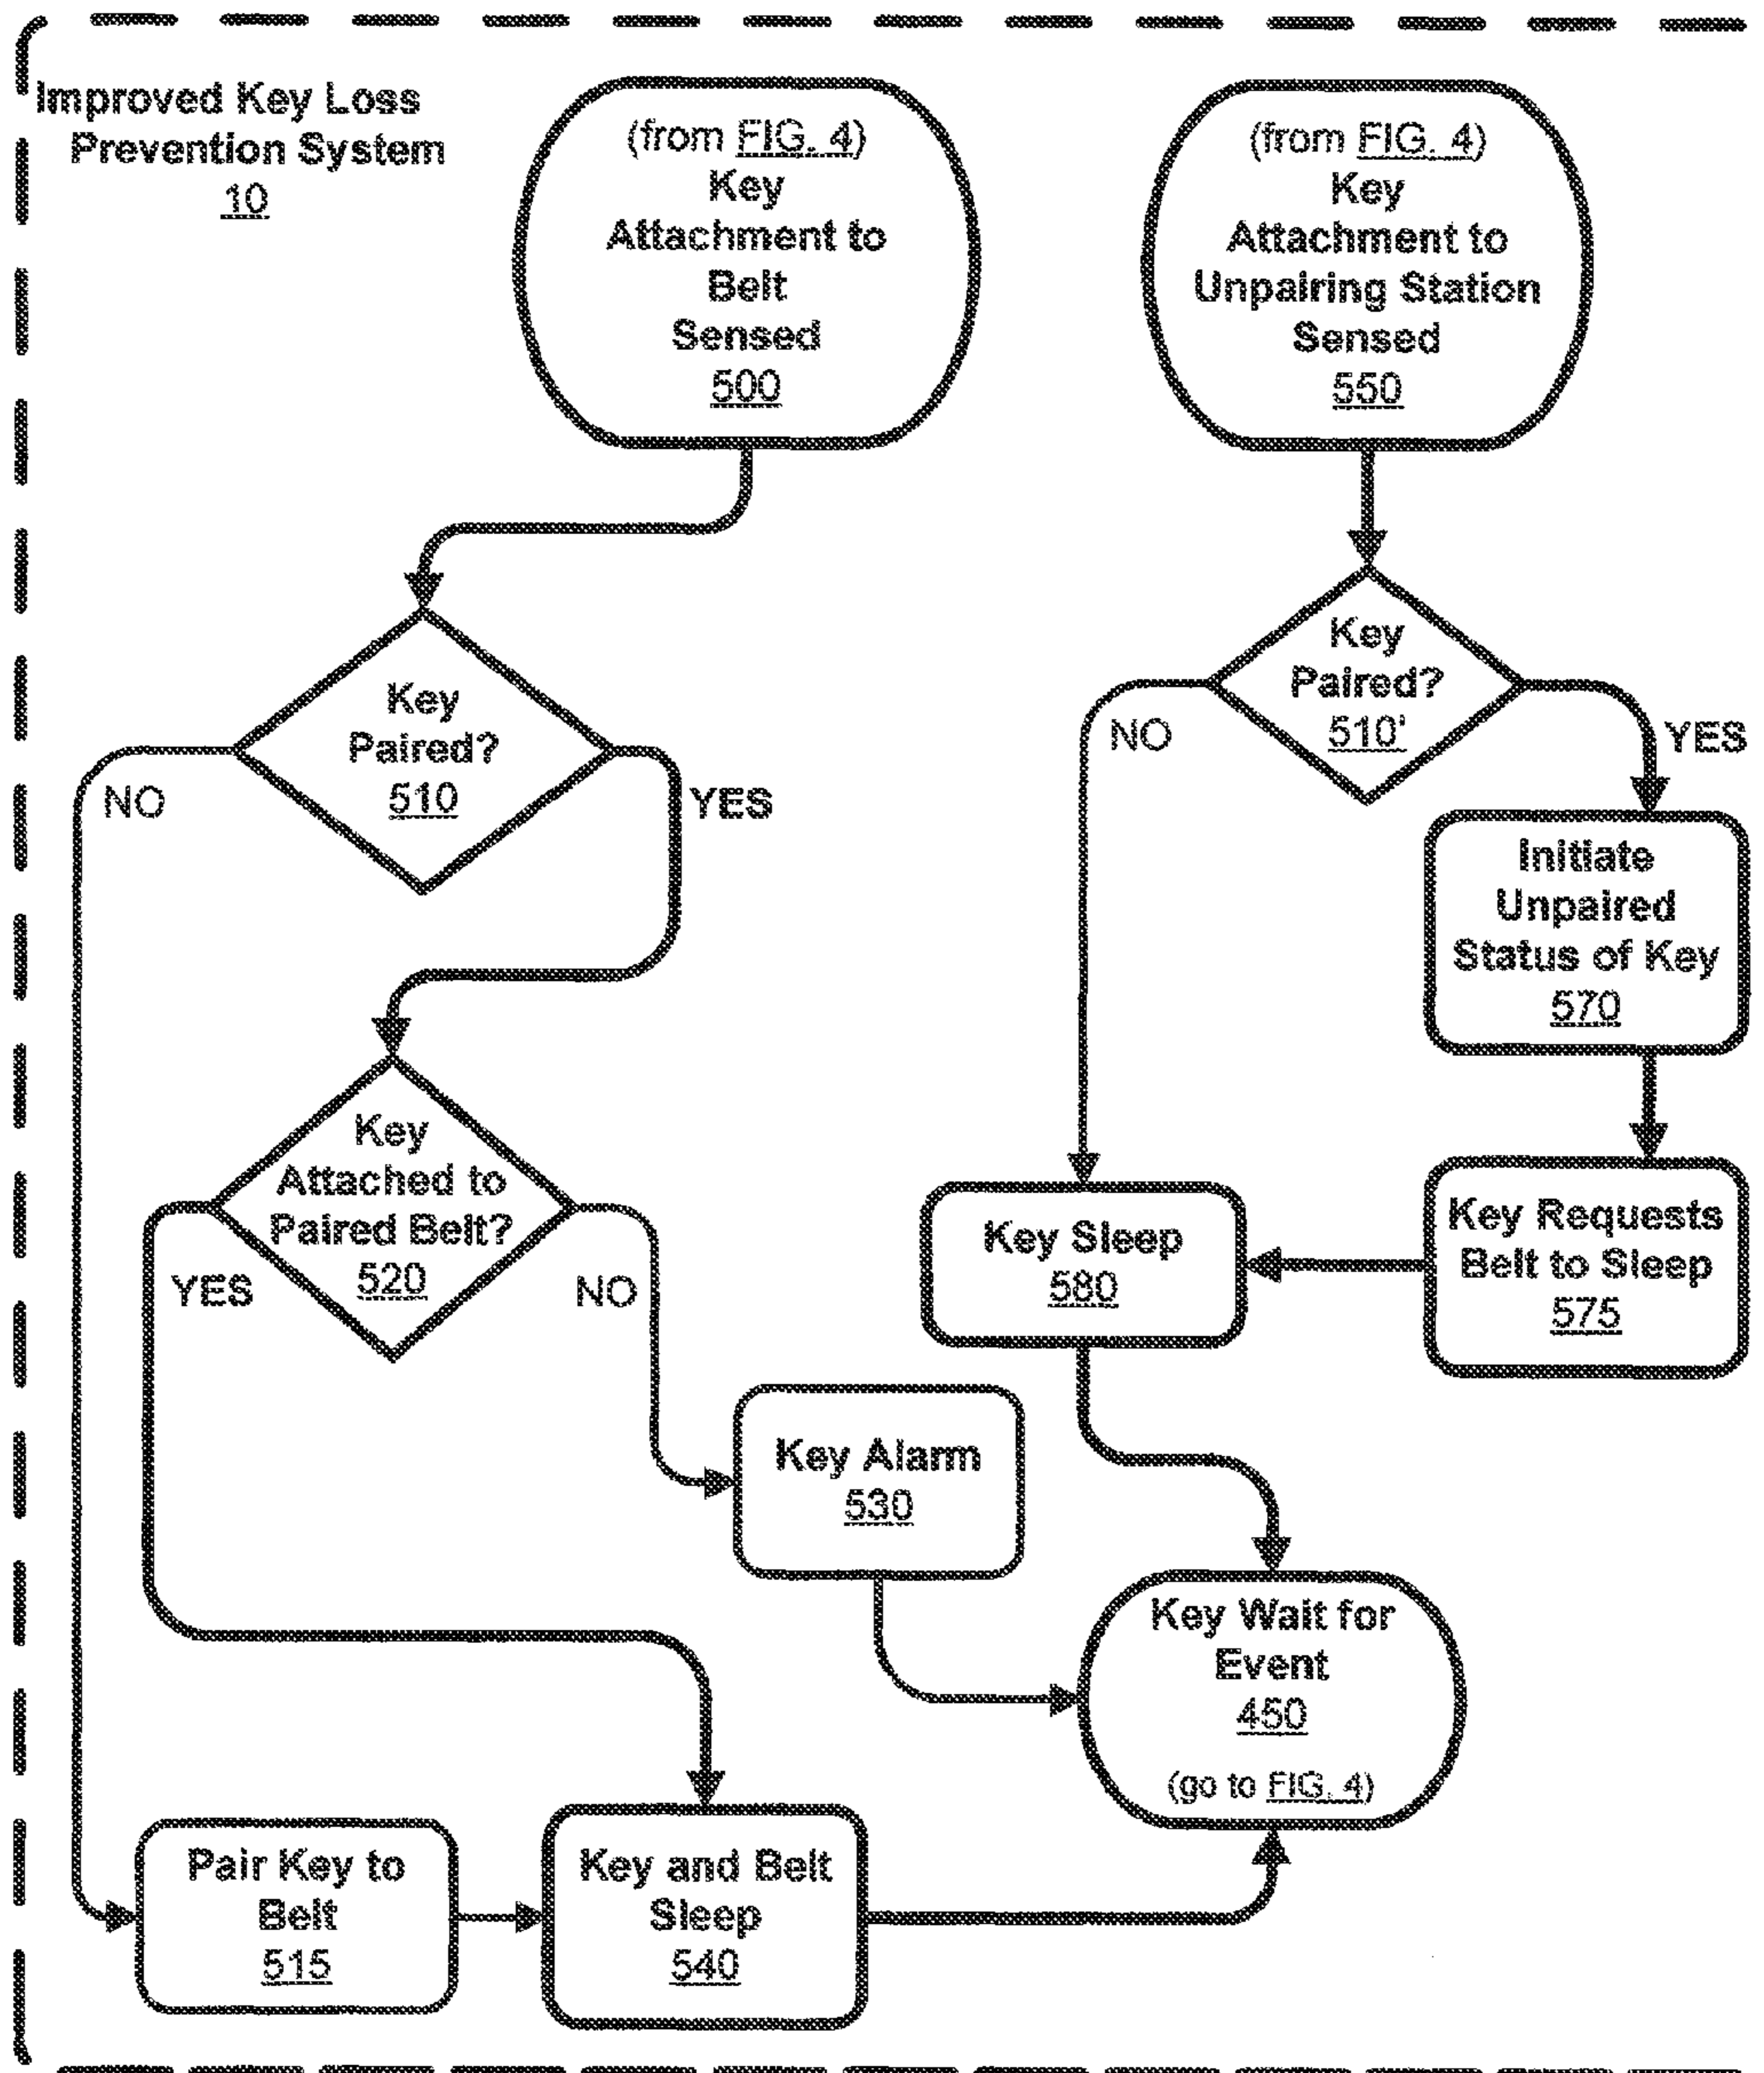 Improved Key Loss
Prevention System
10
(from FIG. 4)
Key
Attachment to
Belt
Sensed
500
(from FIG. 4)
Key
Attachment to
Unpairing Station
Sensed
550
Key
Paired?
510
NO
YES
Key
Paired?
510'
NO
YES
Initiate
Unpaired
Status of Key
570
Key
Attached to
Paired Belt?
520
YES
NO
Key Sleep
580
Key Requests
Belt to Sleep
575
Key Alarm
530
Key Wait for
Event
450
(go to FIG. 4)
Pair Key to
Belt
515
Key and Belt
Sleep
540